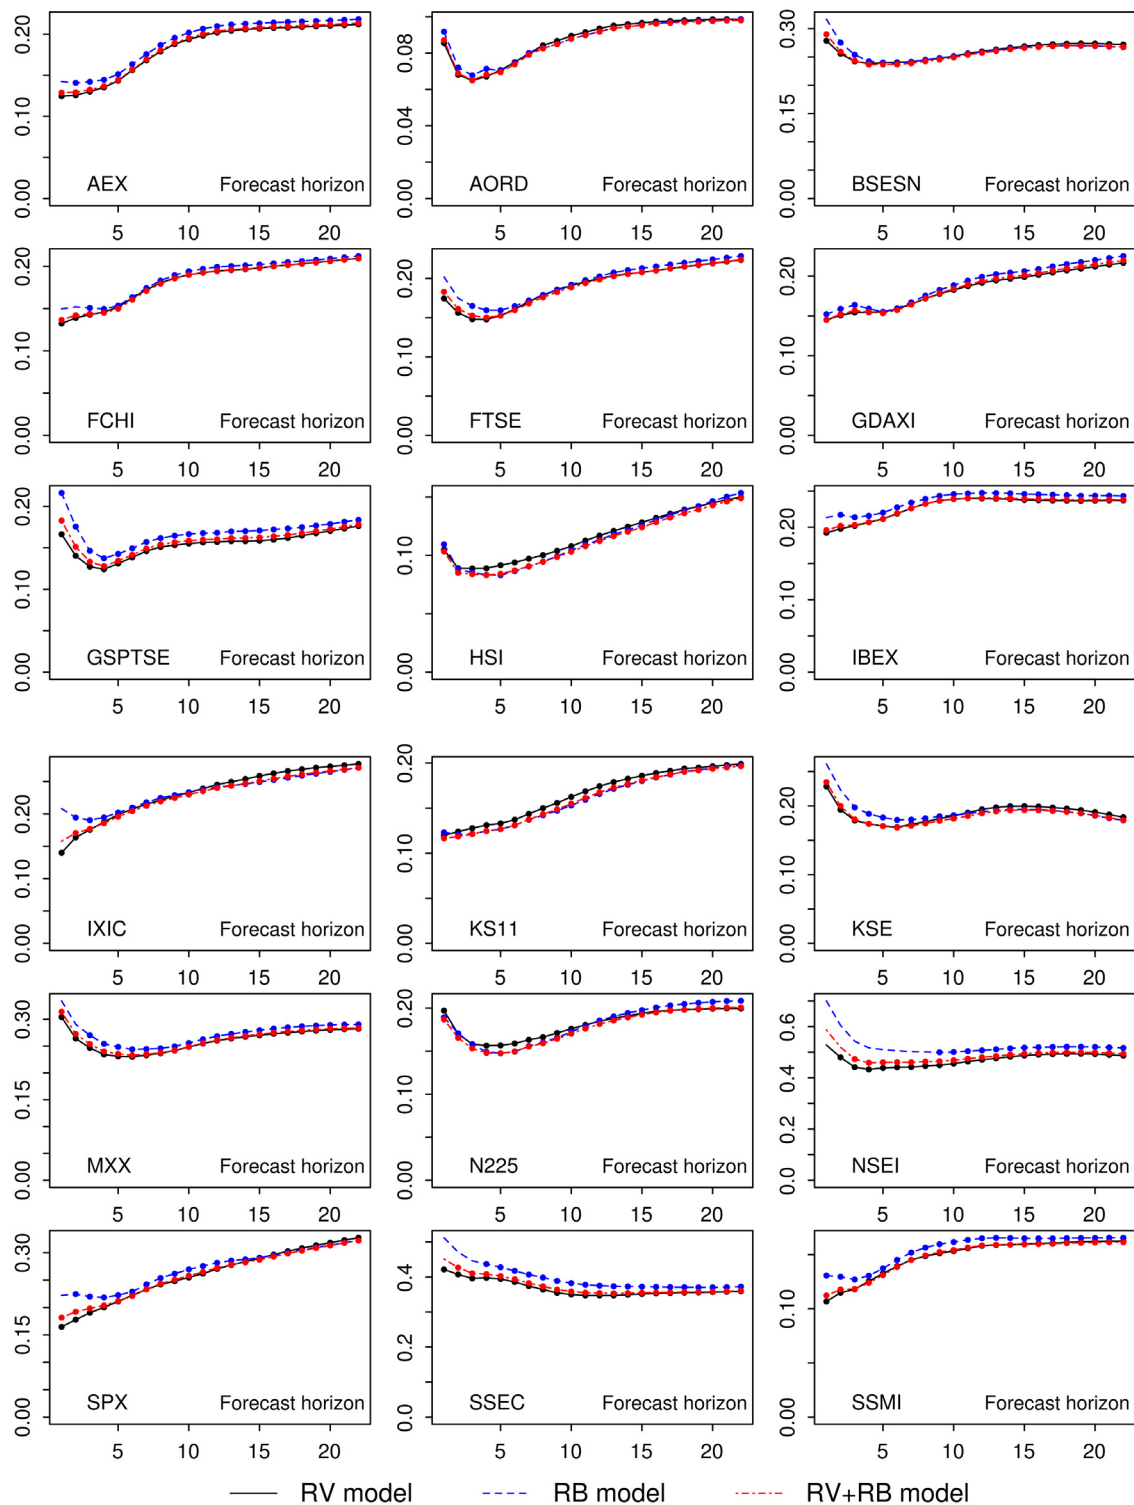 0.20
0.10
0.00
AEX Forecast horizon
5 10 15 20
0.08
0.04
0.00
AORD Forecast horizon
5 10 15 20
0.30
0.15
0.00
BSESN Forecast horizon
5 10 15 20
0.20
0.10
0.00
FCHI Forecast horizon
5 10 15 20
0.20
0.10
0.00
FTSE Forecast horizon
5 10 15 20
0.20
0.10
0.00
GDAXI Forecast horizon
5 10 15 20
0.20
0.10
0.00
GSPTSE Forecast horizon
5 10 15 20
0.10
0.00
HSI Forecast horizon
5 10 15 20
0.20
0.10
0.00
IBEX Forecast horizon
5 10 15 20
0.20
0.10
0.00
IXIC Forecast horizon
5 10 15 20
0.20
0.10
0.00
KS11 Forecast horizon
5 10 15 20
0.20
0.10
0.00
KSE Forecast horizon
5 10 15 20
0.30
0.15
0.00
MXX Forecast horizon
5 10 15 20
0.20
0.10
0.00
N225 Forecast horizon
5 10 15 20
0.6
0.4
0.2
0.0
NSEI Forecast horizon
5 10 15 20
0.30
0.15
0.00
SPX Forecast horizon
5 10 15 20
0.4
0.2
0.0
SSEC Forecast horizon
5 10 15 20
0.10
0.00
SSMI Forecast horizon
5 10 15 20
RV model RB model RV+RB model